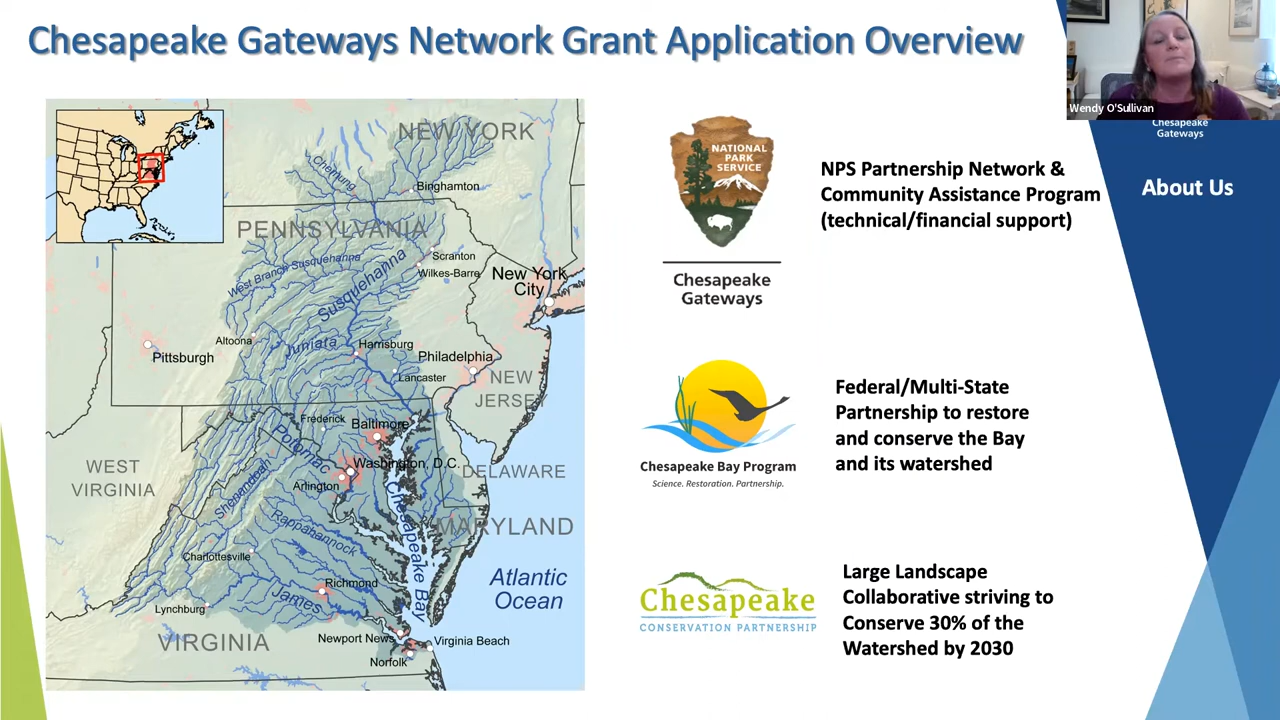 Chesapeake Gateways Network Grant Application Overview
Wendy O'Sullivan
Chesapeake
Gateways
About Us
NEW YORK
Chemung
Binghamton
PENNSYLVANIA
Scranton
West Branch Susquehanna
Wilkes-Barre
Susquehanna
New York
City
Altoona
Juniata
Harrisburg
Pittsburgh
Philadelphia
Lancaster
NEW
JERSEY
Frederick
Baltimore
Potomac
Washington, D.C.
WEST
VIRGINIA
DELAWARE
Arlington
Shenandoah
Chesapeake Bay
Rappahannock
MARYLAND
Charlottesville
Atlantic
Ocean
Richmond
James
Lynchburg
VIRGINIA
Newport News
Virginia Beach
Norfolk
NATIONAL
PARK
SERVICE
Chesapeake
Gateways
NPS Partnership Network &
Community Assistance Program
(technical/financial support)
Chesapeake Bay Program
Science. Restoration. Partnership.
Federal/Multi-State
Partnership to restore
and conserve the Bay
and its watershed
Chesapeake
CONSERVATION PARTNERSHIP
Large Landscape
Collaborative striving to
Conserve 30% of the
Watershed by 2030